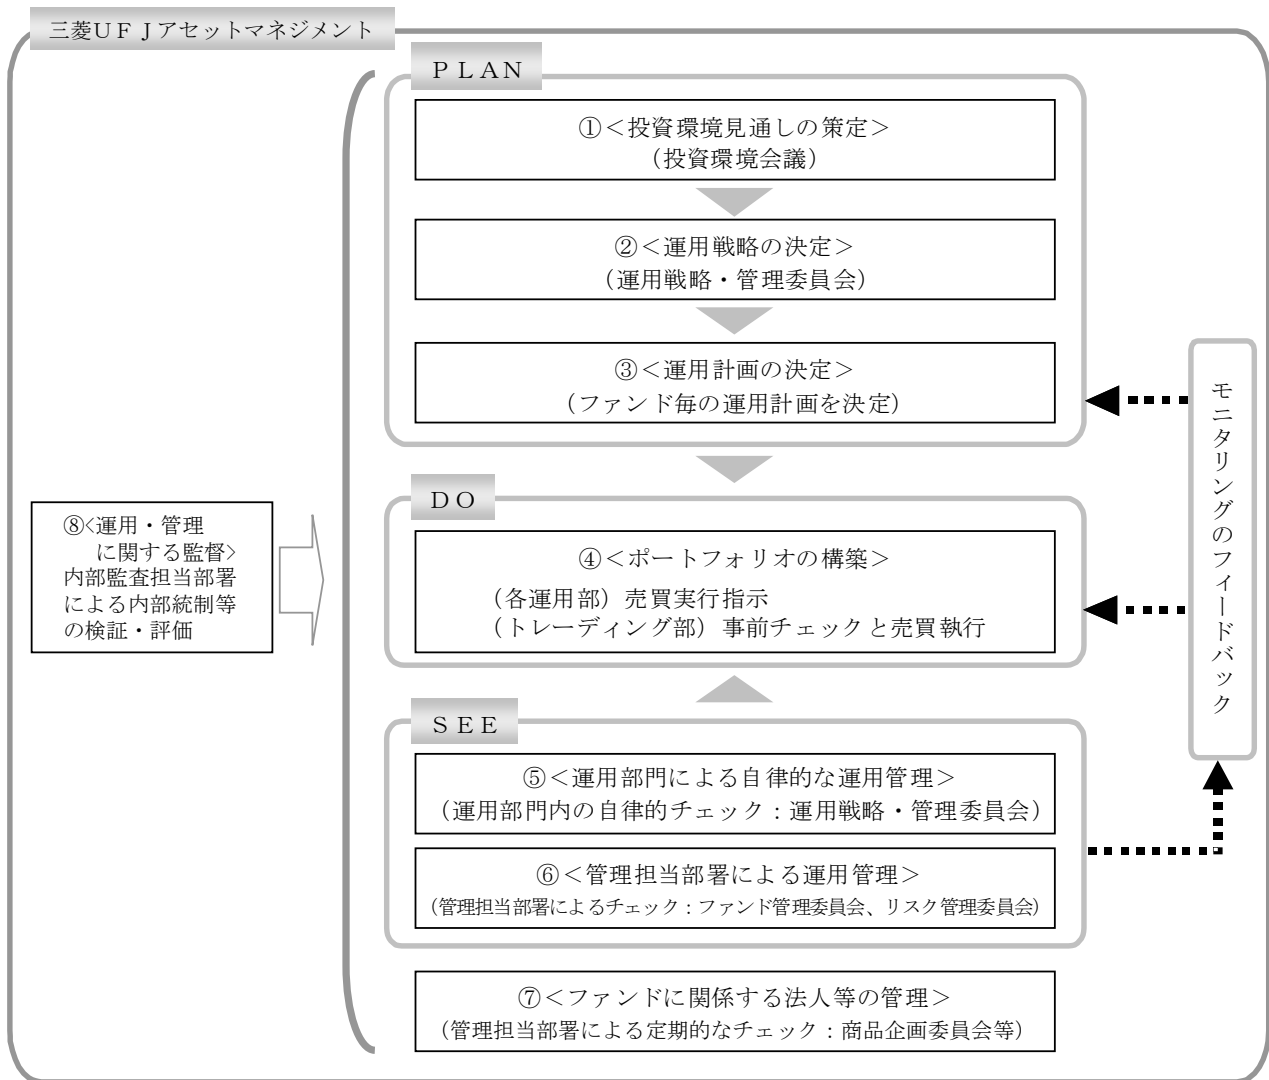 三菱ＵＦＪアセットマネジメント
ＰＬＡＮ
①＜投資環境見通しの策定＞
（投資環境会議）
②＜運用戦略の決定＞
（運用戦略・管理委員会）
③＜運用計画の決定＞
（ファンド毎の運用計画を決定）
ＤＯ
④＜ポートフォリオの構築＞
（各運用部）売買実行指示
（トレーディング部）事前チェックと売買執行
ＳＥＥ
⑤＜運用部門による自律的な運用管理＞
（運用部門内の自律的チェック：運用戦略・管理委員会）
⑥＜管理担当部署による運用管理＞
（管理担当部署によるチェック：ファンド管理委員会、リスク管理委員会）
⑦＜ファンドに関係する法人等の管理＞
（管理担当部署による定期的なチェック：商品企画委員会等）
⑧<運用・管理
に関する監督>
内部監査担当部署
による内部統制等
の検証・評価
モニタリングのフィードバック